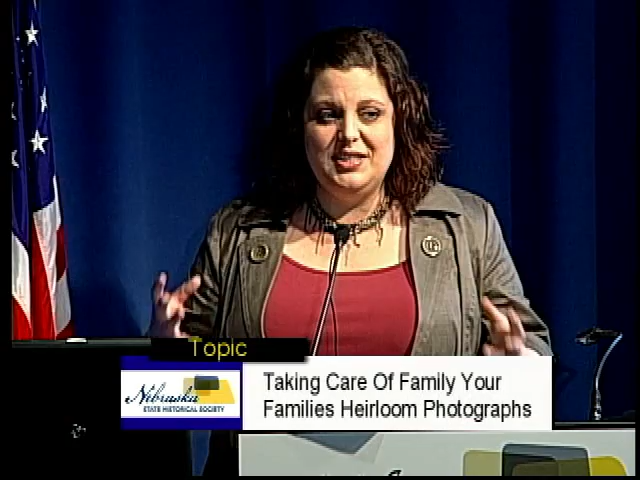 Topic
Nebraska
STATE HISTORICAL SOCIETY
Taking Care Of Family Your
Families Heirloom Photographs